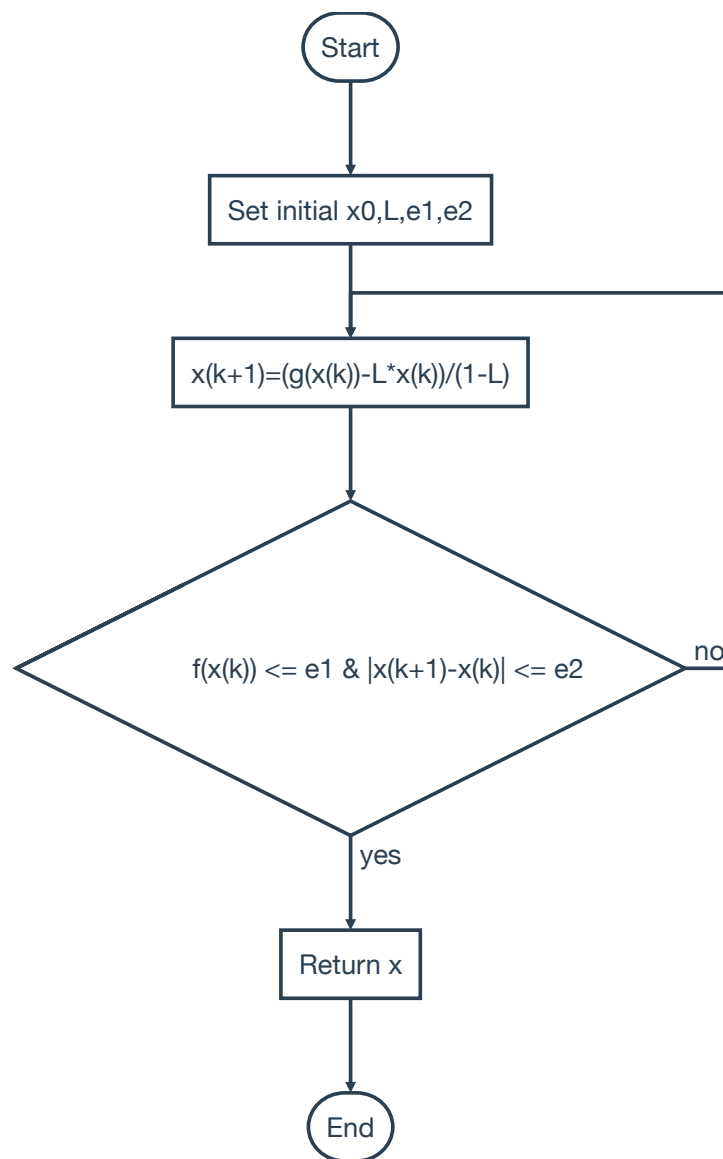 Start
Set initial x0,L,e1,e2
x(k+1)=(g(x(k))-L*x(k))/(1-L)
f(x(k)) <= e1 & |x(k+1)-x(k)| <= e2
no
yes
Return x
End